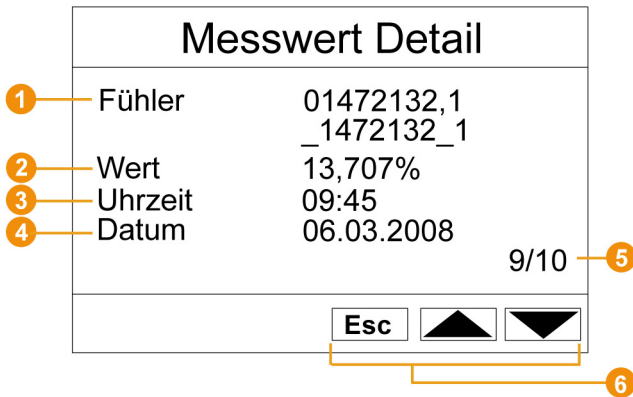 Messwert Detail
1 Fühler 01472132,1
_1472132_1
2 Wert 13,707%
3 Uhrzeit 09:45
4 Datum 06.03.2008
9/10 5
Esc
6